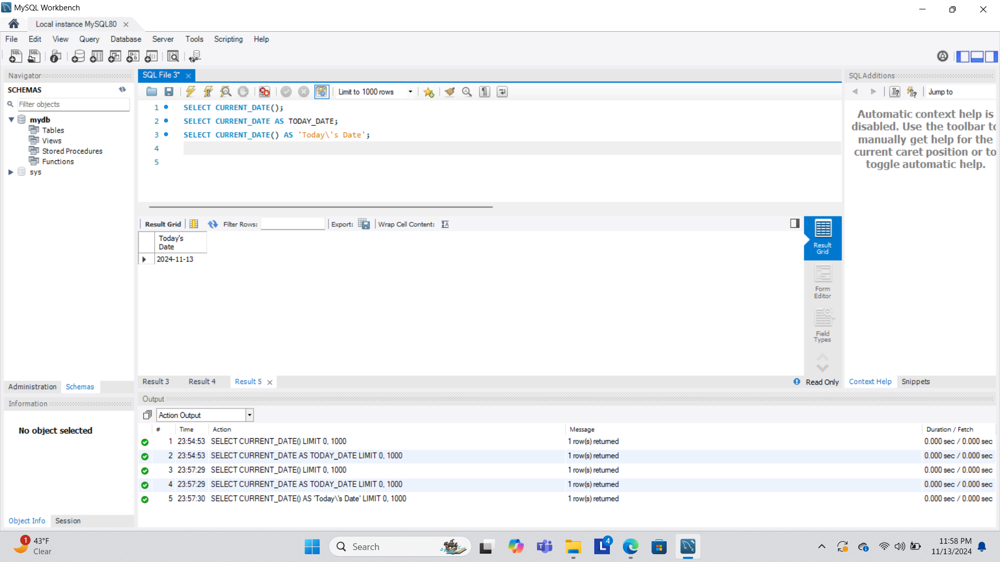 MySQL Workbench
Local instance MySQL80
File Edit View Query Database Server Tools Scripting Help
Navigator
SCHEMAS
Filter objects
mydb
Tables
Views
Stored Procedures
Functions
sys
Administration Schemas
Information
No object selected
Object Info Session
SQL File 3*
Limit to 1000 rows
1 SELECT CURRENT_DATE();
2 SELECT CURRENT_DATE AS TODAY_DATE;
3 SELECT CURRENT_DATE() AS 'Today\'s Date';
4
5
Result Grid Filter Rows: Export: Wrap Cell Content:
Today's
Date
2024-11-13
Result
Grid
Form
Editor
Field
Types
Result 3 Result 4 Result 5 Read Only
SQLAdditions
Jump to
Automatic context help is
disabled. Use the toolbar to
manually get help for the
current caret position or to
toggle automatic help.
Context Help Snippets
Output
Action Output
# Time Action Message Duration / Fetch
1 23:54:53 SELECT CURRENT_DATE() LIMIT 0, 1000 1 row(s) returned 0.000 sec / 0.000 sec
2 23:54:53 SELECT CURRENT_DATE AS TODAY_DATE LIMIT 0, 1000 1 row(s) returned 0.000 sec / 0.000 sec
3 23:57:29 SELECT CURRENT_DATE() LIMIT 0, 1000 1 row(s) returned 0.000 sec / 0.000 sec
4 23:57:29 SELECT CURRENT_DATE AS TODAY_DATE LIMIT 0, 1000 1 row(s) returned 0.000 sec / 0.000 sec
5 23:57:30 SELECT CURRENT_DATE() AS 'Today\'s Date' LIMIT 0, 1000 1 row(s) returned 0.000 sec / 0.000 sec
1
43°F
Clear
Search
4
11:58 PM
11/13/2024